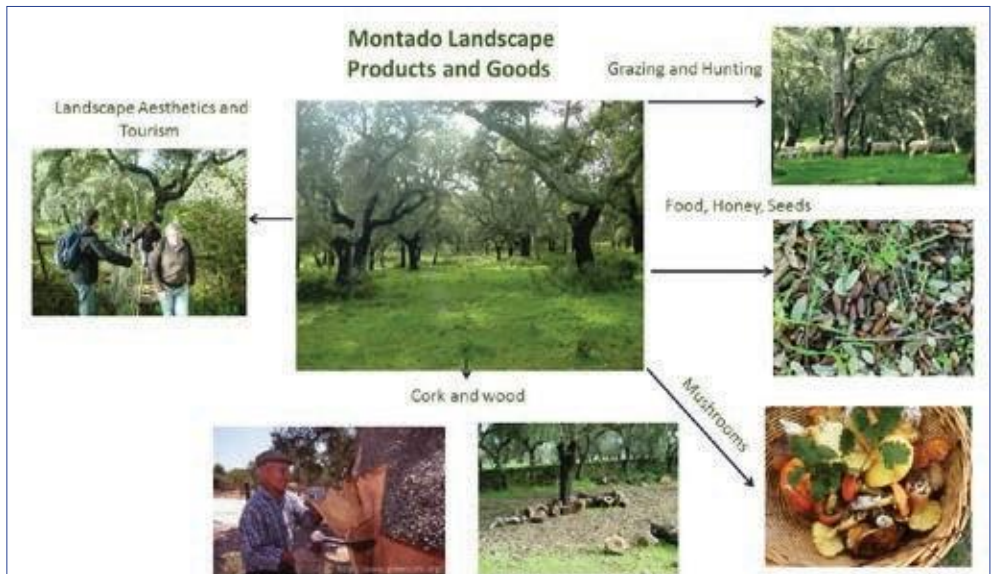 Montado Landscape
Products and Goods
Grazing and Hunting
Landscape Aesthetics and
Tourism
Food, Honey, Seeds
Cork and wood
Mushrooms